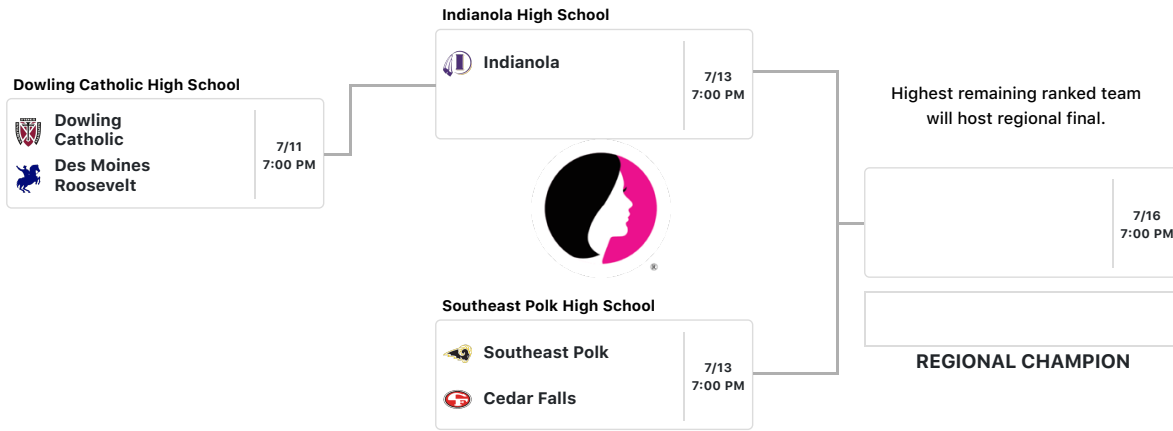 Indianola High School
Indianola
7/13
7:00 PM
Dowling Catholic High School
Dowling
Catholic
Des Moines
Roosevelt
7/11
7:00 PM
Highest remaining ranked team
will host regional final.
7/16
7:00 PM
®
Southeast Polk High School
Southeast Polk
Cedar Falls
7/13
7:00 PM
REGIONAL CHAMPION